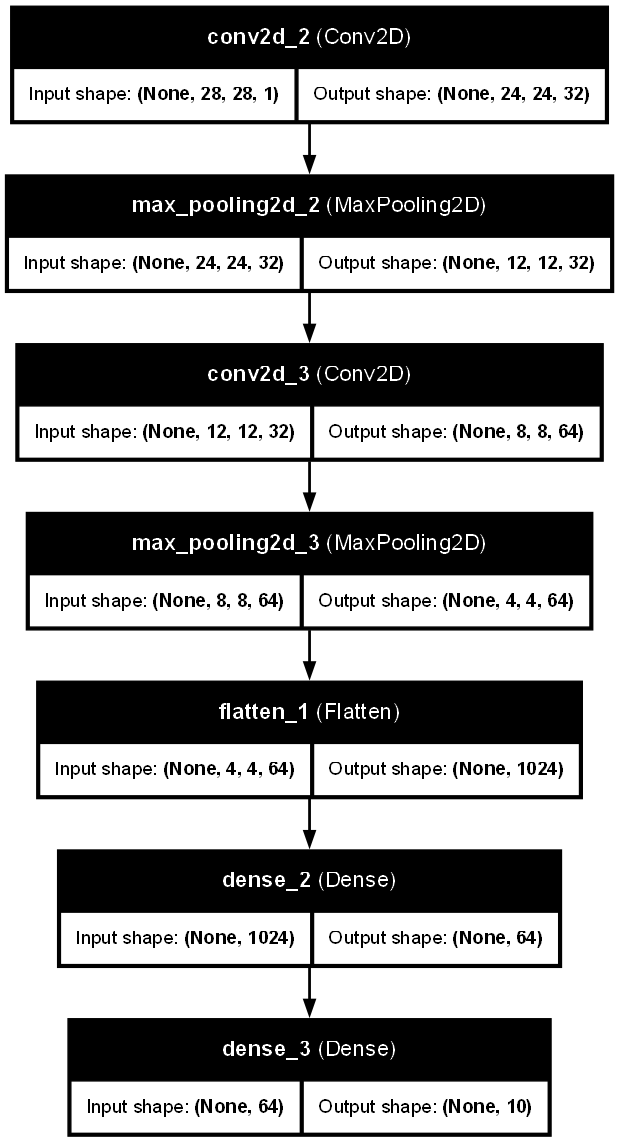 conv2d_2 (Conv2D)
Input shape: (None, 28, 28, 1) Output shape: (None, 24, 24, 32)
max_pooling2d_2 (MaxPooling2D)
Input shape: (None, 24, 24, 32) Output shape: (None, 12, 12, 32)
conv2d_3 (Conv2D)
Input shape: (None, 12, 12, 32) Output shape: (None, 8, 8, 64)
max_pooling2d_3 (MaxPooling2D)
Input shape: (None, 8, 8, 64) Output shape: (None, 4, 4, 64)
flatten_1 (Flatten)
Input shape: (None, 4, 4, 64) Output shape: (None, 1024)
dense_2 (Dense)
Input shape: (None, 1024) Output shape: (None, 64)
dense_3 (Dense)
Input shape: (None, 64) Output shape: (None, 10)